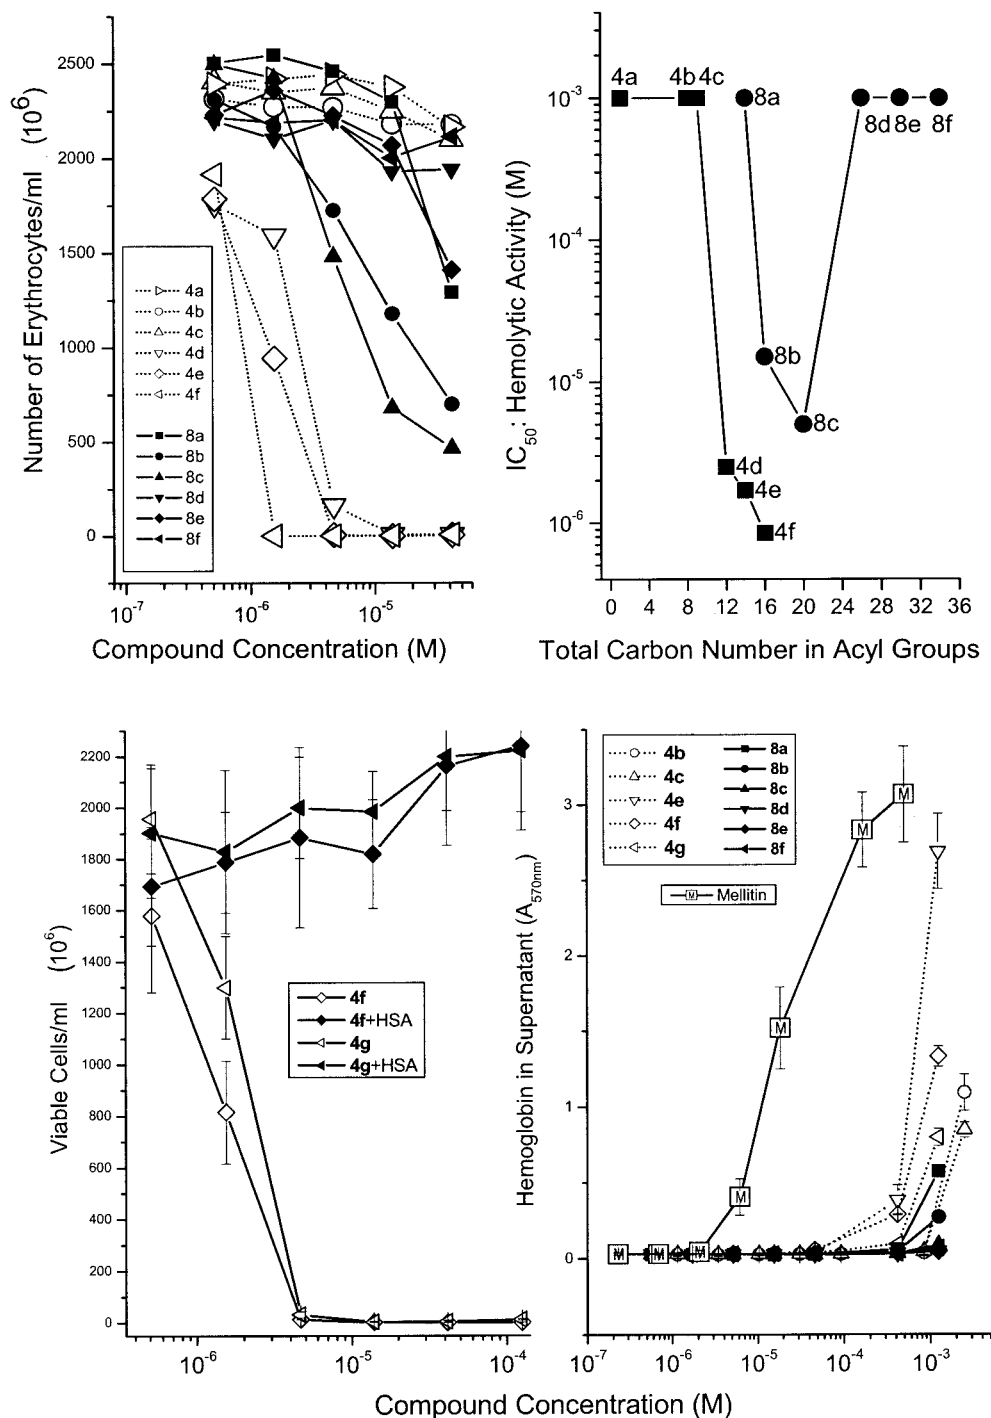 Number of Erythrocytes/ml (10⁶)
2500
2000
1500
1000
500
0
4a
4b
4c
4d
4e
4f
8a
8b
8c
8d
8e
8f
10⁻⁷
10⁻⁶
10⁻⁵
Compound Concentration (M)
IC₅₀: Hemolytic Activity (M)
10⁻³
10⁻⁴
10⁻⁵
10⁻⁶
4a
4b 4c
8a
8d 8e 8f
8b
8c
4d
4e
4f
0 4 8 12 16 20 24 28 32 36
Total Carbon Number in Acyl Groups
Viable Cells/ml (10⁶)
2200
2000
1800
1600
1400
1200
1000
800
600
400
200
0
4f
4f+HSA
4g
4g+HSA
10⁻⁶
10⁻⁵
10⁻⁴
Hemoglobin in Supernatant (A₅₇₀ₙₘ)
3
2
1
0
4b
4c
4e
4f
4g
8a
8b
8c
8d
8e
8f
M Mellitin
M
M
M
M
M
M
M
M
10⁻⁷
10⁻⁶
10⁻⁵
10⁻⁴
10⁻³
Compound Concentration (M)